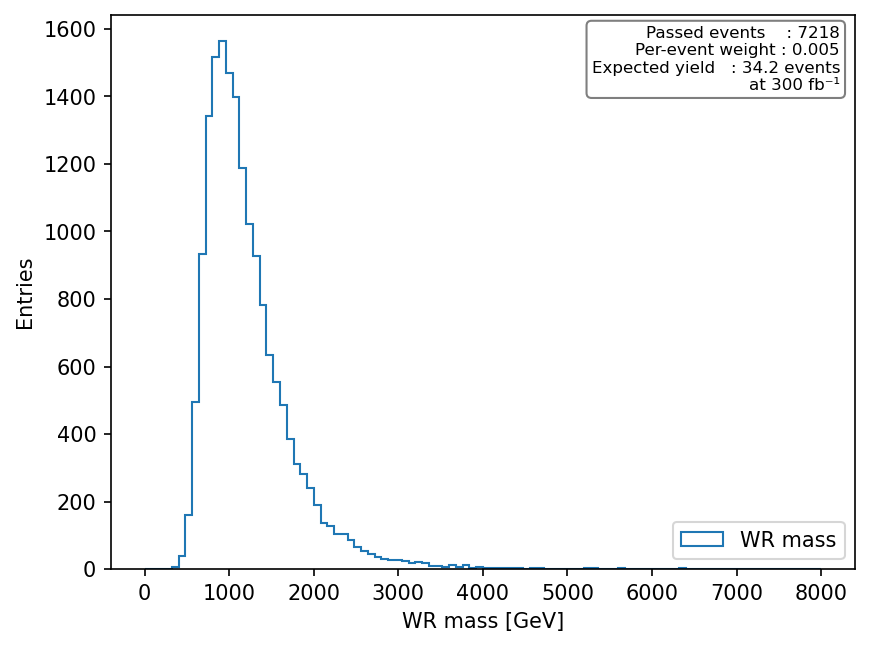 1600
1400
1200
1000
800
600
400
200
0
Entries
Passed events : 7218
Per-event weight : 0.005
Expected yield : 34.2 events
at 300 fb⁻¹
WR mass
0 1000 2000 3000 4000 5000 6000 7000 8000
WR mass [GeV]